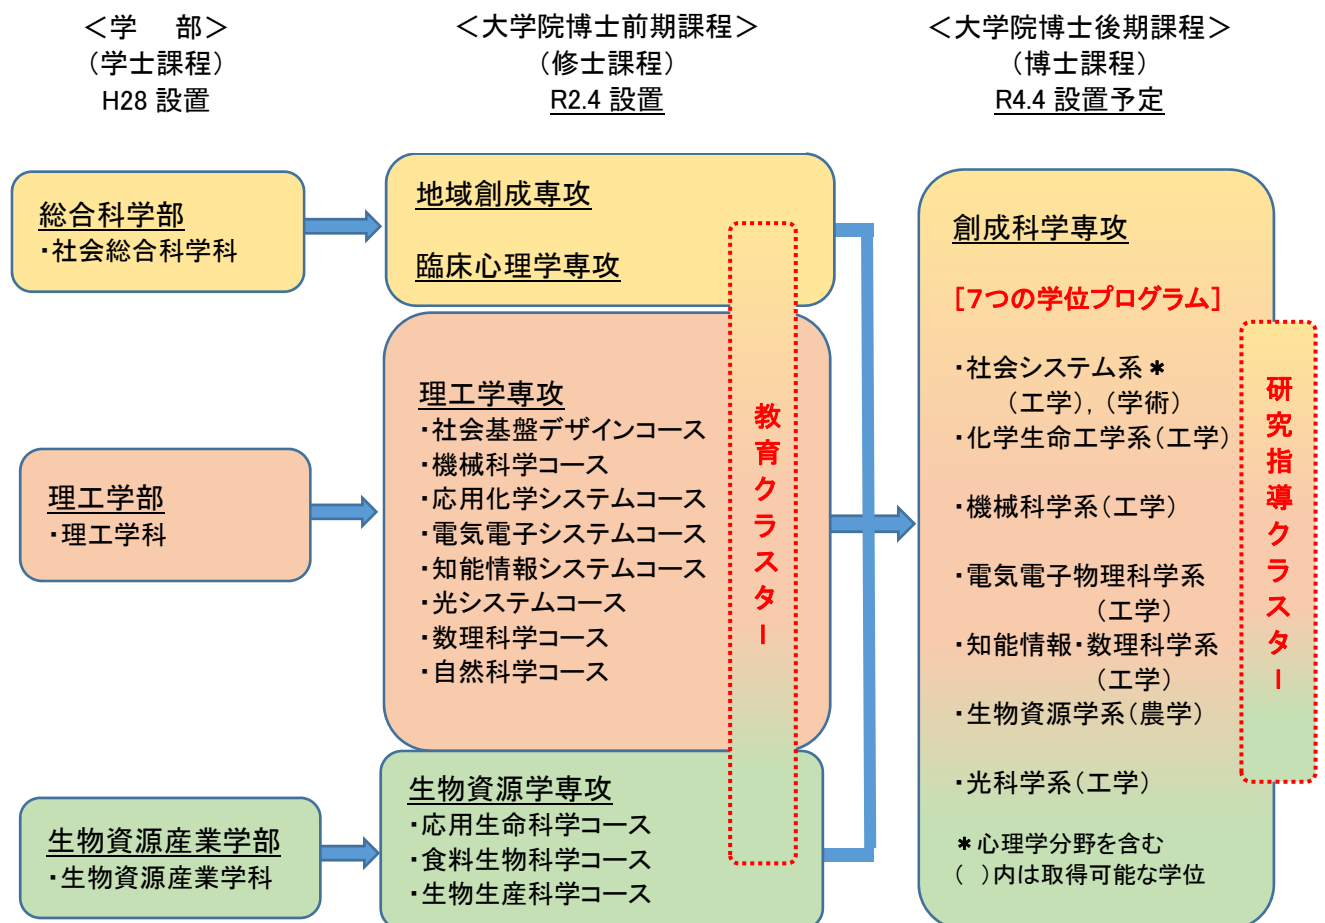 ＜学　部＞
（学士課程）
H28 設置
＜大学院博士前期課程＞
（修士課程）
R2.4 設置
＜大学院博士後期課程＞
（博士課程）
R4.4 設置予定
総合科学部
・社会総合科学科
理工学部
・理工学科
生物資源産業学部
・生物資源産業学科
地域創成専攻
臨床心理学専攻
理工学専攻
・社会基盤デザインコース
・機械科学コース
・応用化学システムコース
・電気電子システムコース
・知能情報システムコース
・光システムコース
・数理科学コース
・自然科学コース
生物資源学専攻
・応用生命科学コース
・食料生物科学コース
・生物生産科学コース
教育クラスター
創成科学専攻
［7つの学位プログラム］
・社会システム系＊
（工学），（学術）
・化学生命工学系（工学）
・機械科学系（工学）
・電気電子物理科学系
（工学）
・知能情報・数理科学系
（工学）
・生物資源学系（農学）
・光科学系（工学）
＊心理学分野を含む
（　）内は取得可能な学位
研究指導クラスター